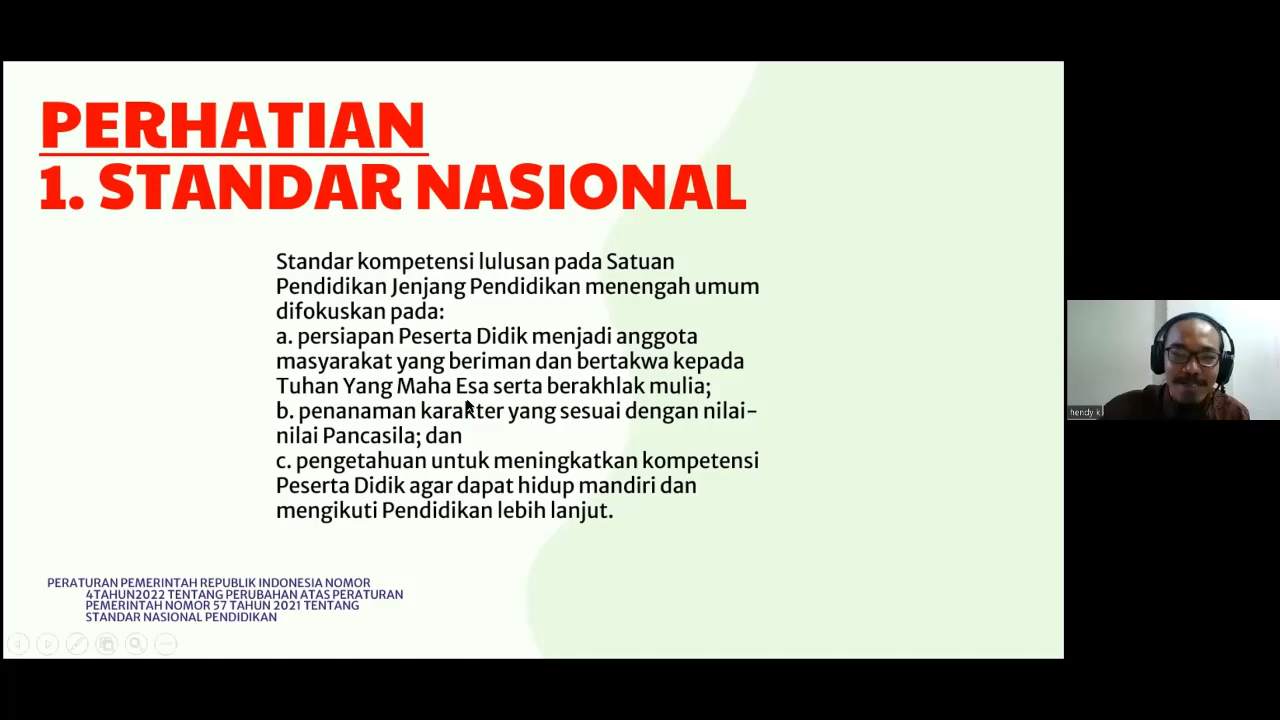 PERHATIAN
1. STANDAR NASIONAL
Standar kompetensi lulusan pada Satuan
Pendidikan Jenjang Pendidikan menengah umum
difokuskan pada:
a. persiapan Peserta Didik menjadi anggota
masyarakat yang beriman dan bertakwa kepada
Tuhan Yang Maha Esa serta berakhlak mulia;
b. penanaman karakter yang sesuai dengan nilai-
nilai Pancasila; dan
c. pengetahuan untuk meningkatkan kompetensi
Peserta Didik agar dapat hidup mandiri dan
mengikuti Pendidikan lebih lanjut.
PERATURAN PEMERINTAH REPUBLIK INDONESIA NOMOR
4TAHUN2022 TENTANG PERUBAHAN ATAS PERATURAN
PEMERINTAH NOMOR 57 TAHUN 2021 TENTANG
STANDAR NASIONAL PENDIDIKAN
hendy k